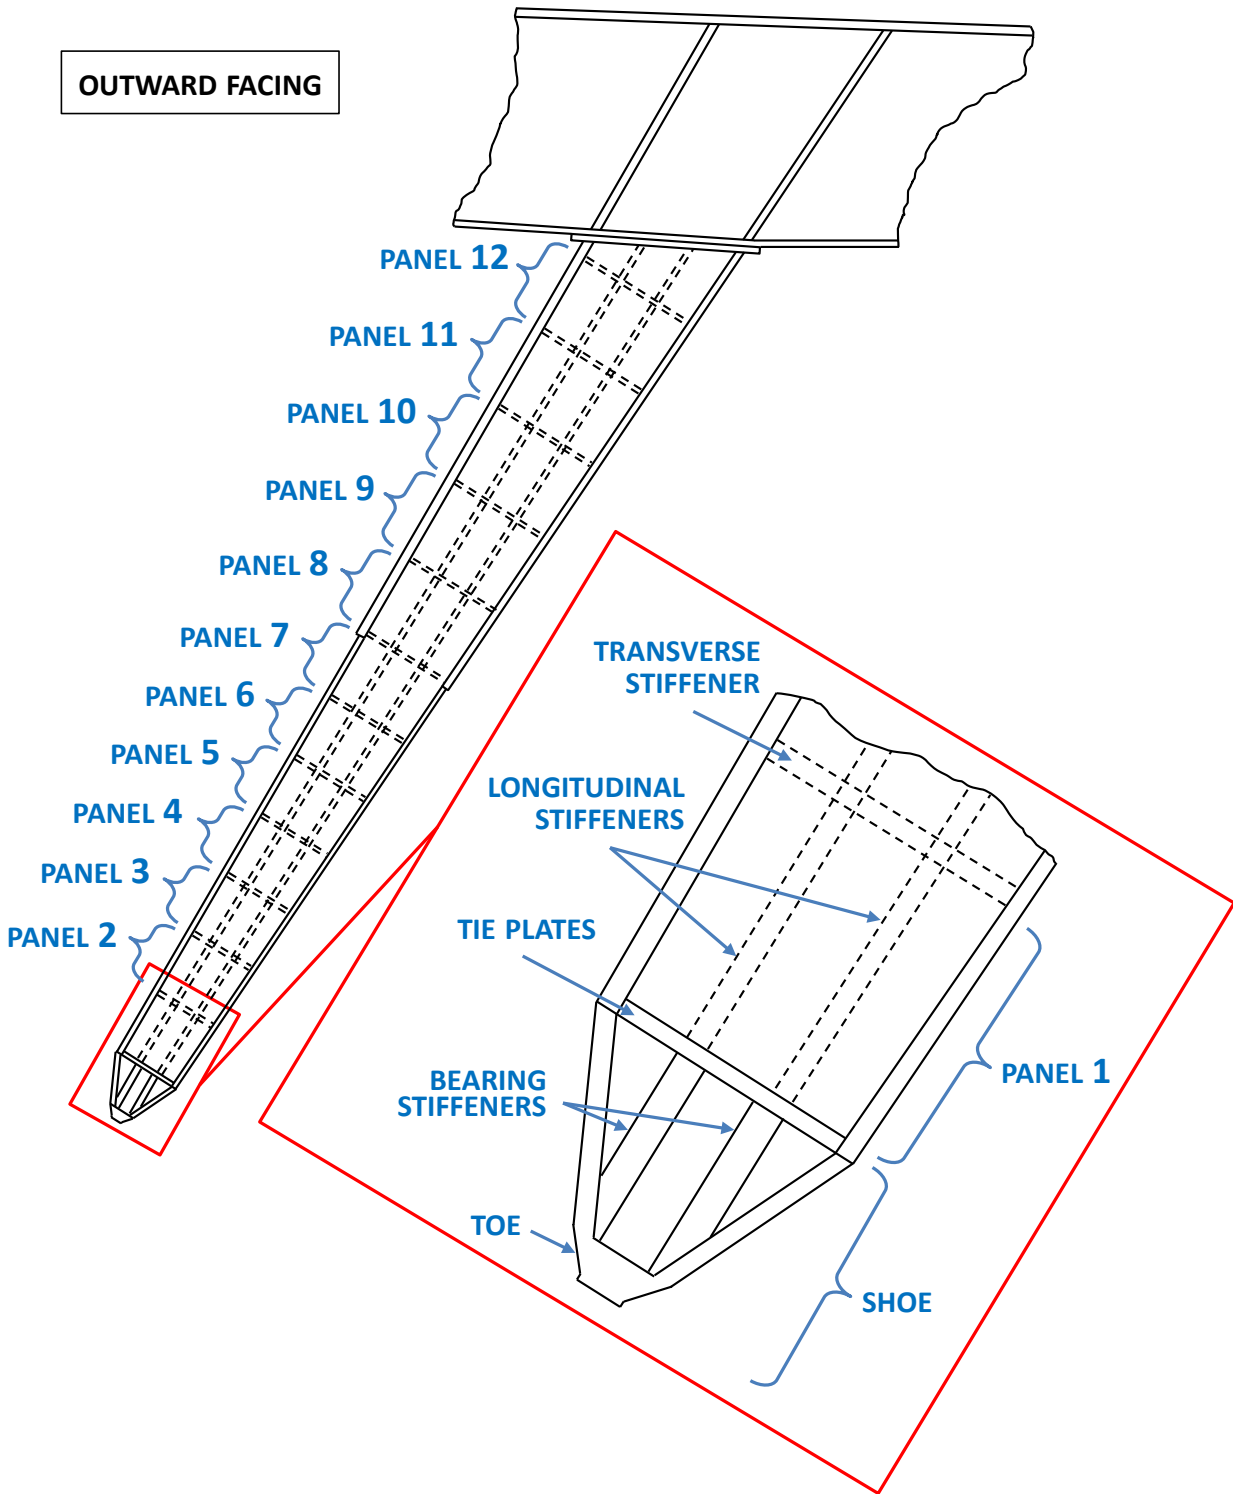 OUTWARD FACING
PANEL 12
PANEL 11
PANEL 10
PANEL 9
PANEL 8
PANEL 7
PANEL 6
PANEL 5
PANEL 4
PANEL 3
PANEL 2
TRANSVERSE
STIFFENER
LONGITUDINAL
STIFFENERS
TIE PLATES
BEARING
STIFFENERS
PANEL 1
TOE
SHOE